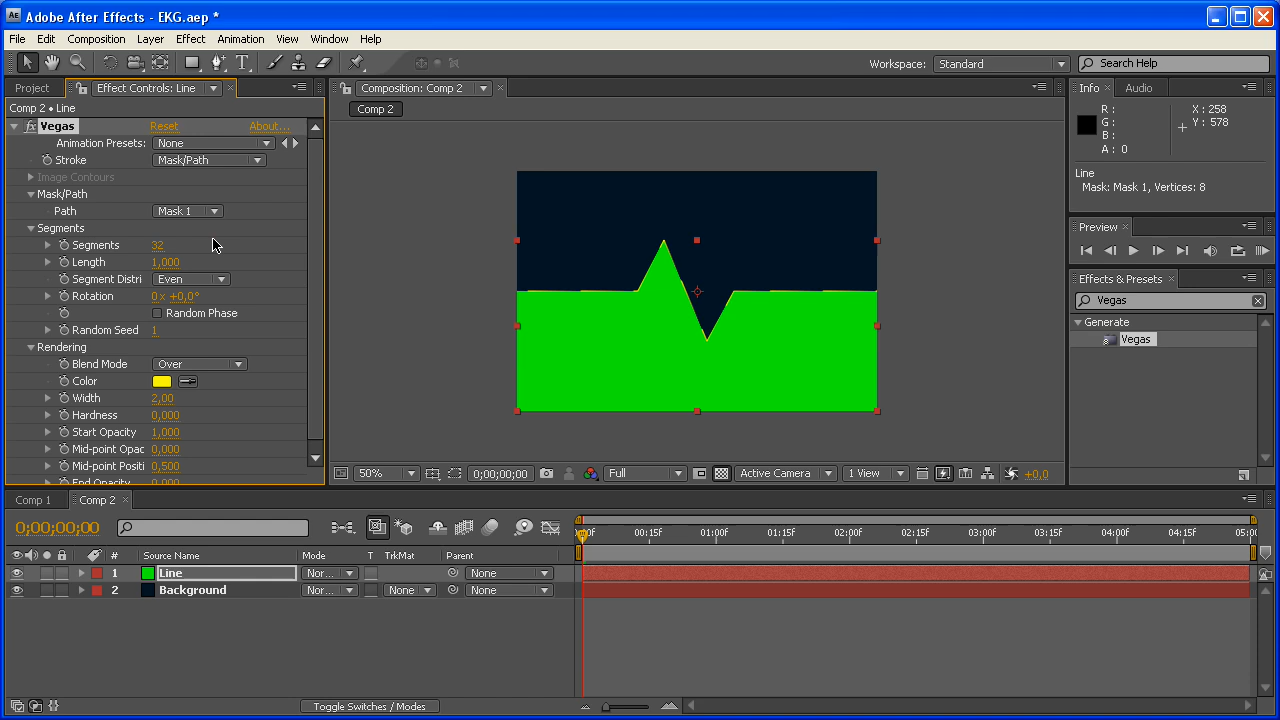 Adobe After Effects - EKG.aep *
File Edit Composition Layer Effect Animation View Window Help
Workspace: Standard Search Help
Project Effect Controls: Line
Comp 2 • Line
Vegas Reset About...
Animation Presets: None
Stroke Mask/Path
Image Contours
Mask/Path
Path Mask 1
Segments
Segments 32
Length 1,000
Segment Distri Even
Rotation 0x +0,0°
Random Phase
Random Seed 1
Rendering
Blend Mode Over
Color
Width 2,00
Hardness 0,000
Start Opacity 1,000
Mid-point Opac 0,000
Mid-point Positi 0,500
End Opacity 0,000
Composition: Comp 2
Comp 2
50% 0;00;00;00 Full Active Camera 1 View +0,0
Info Audio
R: X: 258
G: Y: 578
B:
A: 0
Line
Mask: Mask 1, Vertices: 8
Preview
Effects & Presets
Vegas
Generate
Vegas
Comp 1 Comp 2
0;00;00;00
# Source Name Mode T TrkMat Parent
00:15F 01:00F 01:15F 02:00F 02:15F 03:00F 03:15F 04:00F 04:15F 05:00
1 Line Nor... None
2 Background Nor... None None
Toggle Switches / Modes